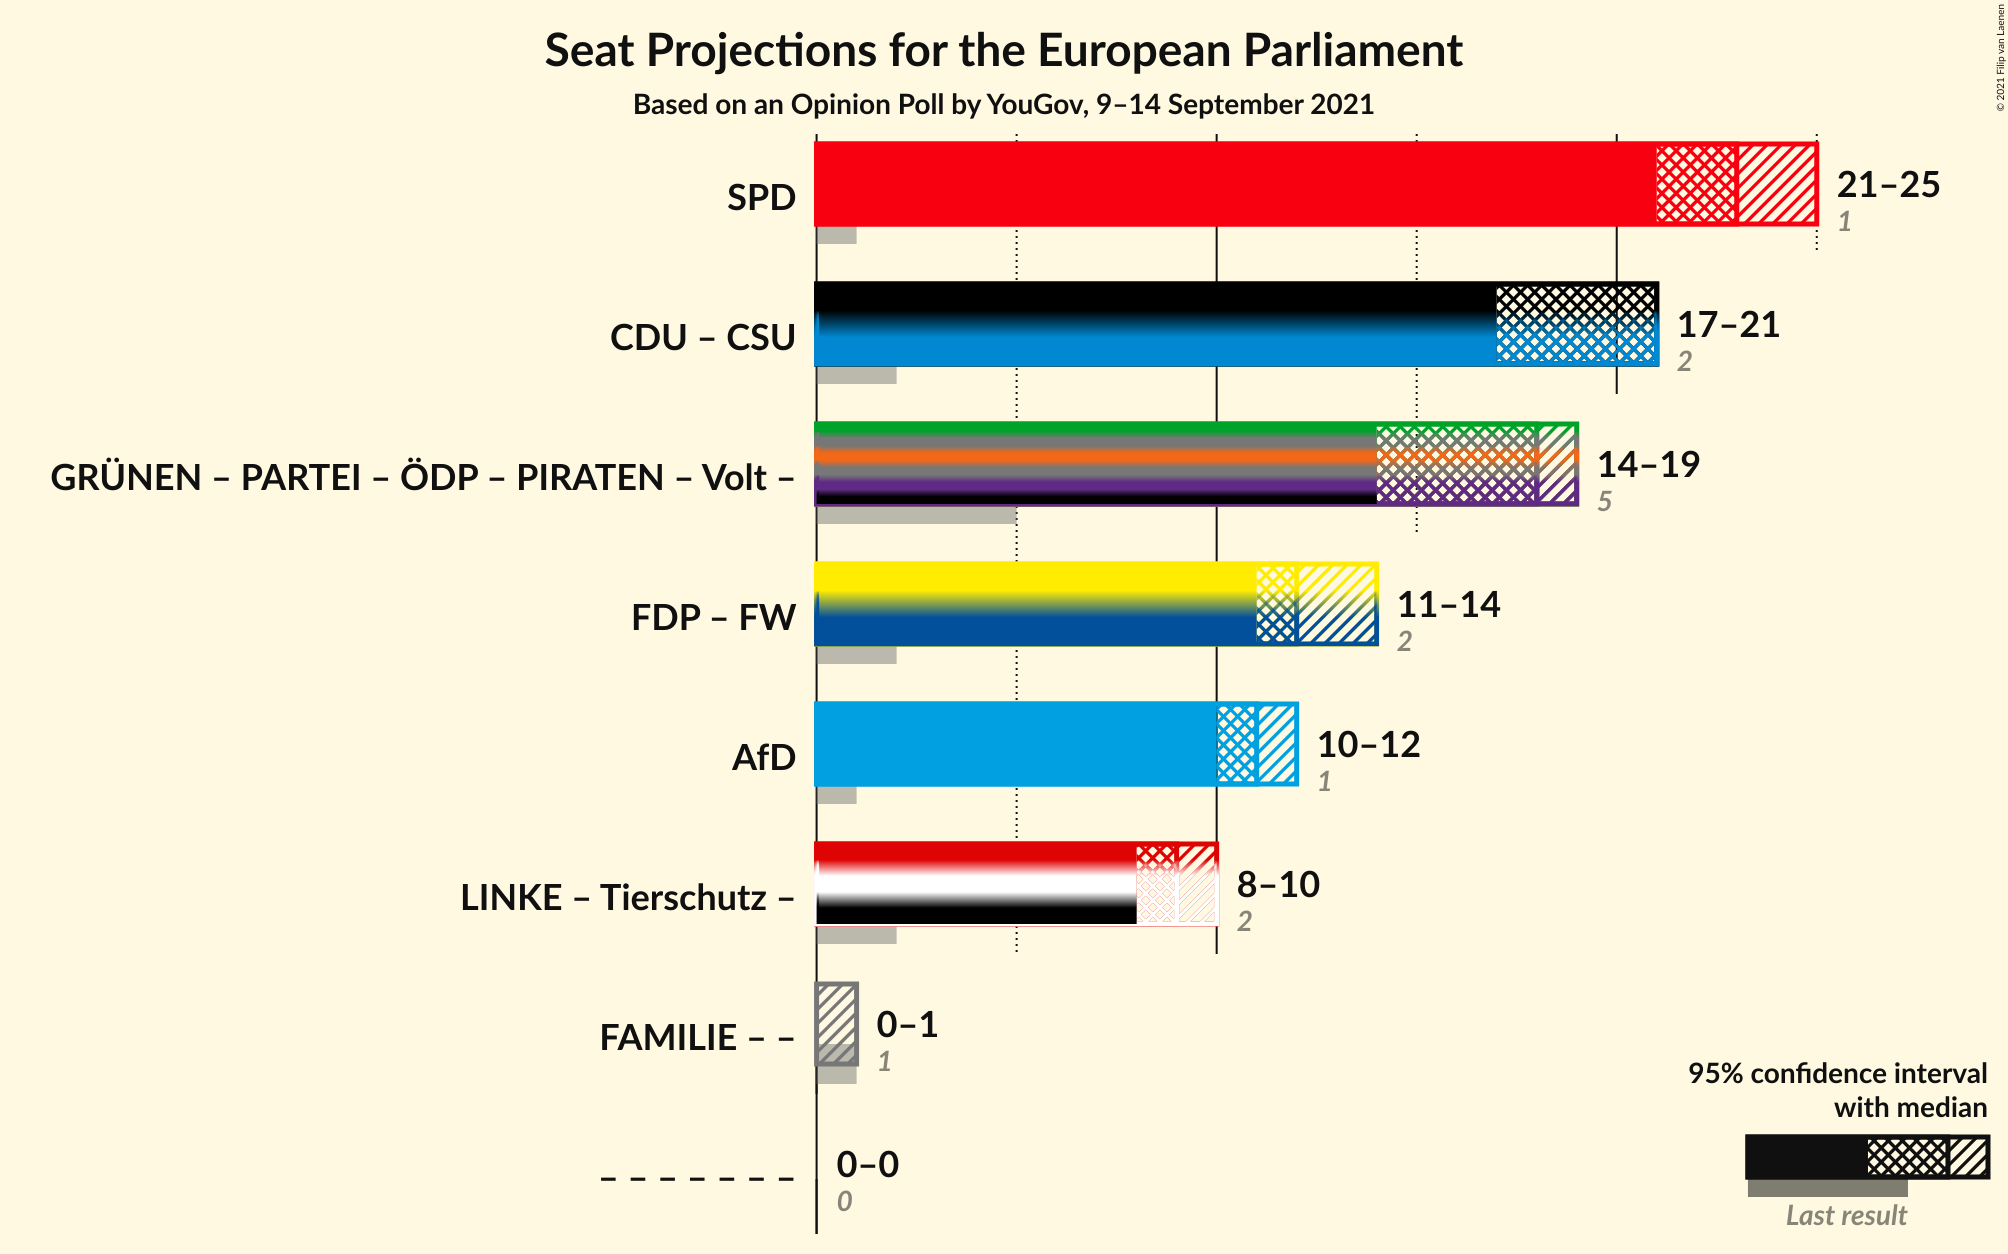 Seat Projections for the European Parliament
Based on an Opinion Poll by YouGov, 9–14 September 2021
© 2021 Filip van Laenen
SPD
21–25
1
CDU – CSU
17–21
2
GRÜNEN – PARTEI – ÖDP – PIRATEN – Volt –
14–19
5
FDP – FW
11–14
2
AfD
10–12
1
LINKE – Tierschutz –
8–10
2
FAMILIE – –
0–1
1
– – – – – – –
0–0
0
95% confidence interval
with median
Last result